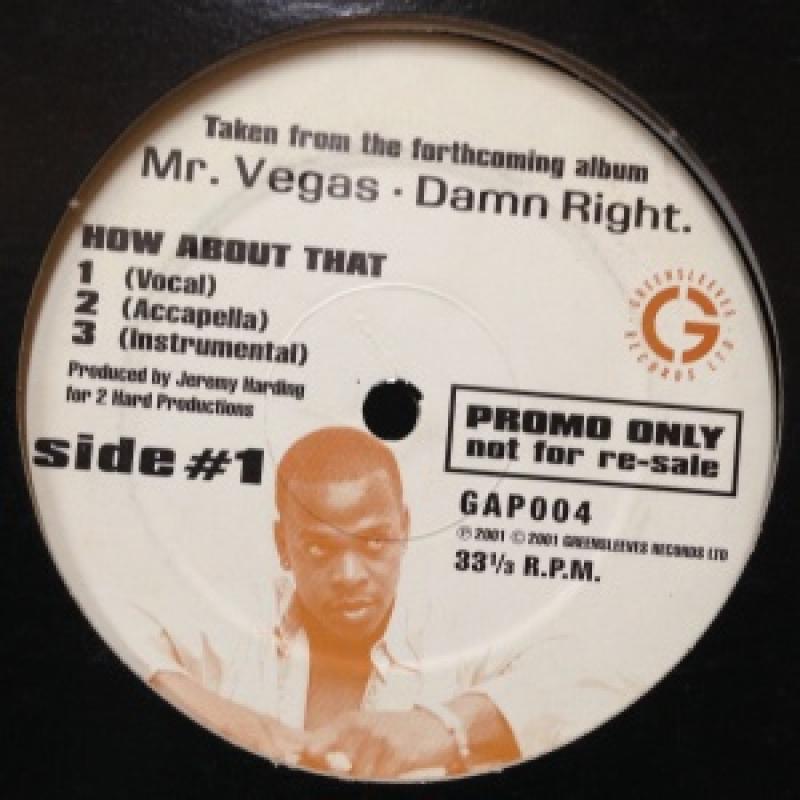 Taken from the forthcoming album
Mr. Vegas · Damn Right.
HOW ABOUT THAT
1 (Vocal)
2 (Accapella)
3 (Instrumental)
Produced by Jeremy Harding
for 2 Hard Productions
side #1
GREENSLEEVES
RECORDS LTD
G
PROMO ONLY
not for re-sale
GAP004
℗ 2001 © 2001 GREENSLEEVES RECORDS LTD
33⅓ R.P.M.